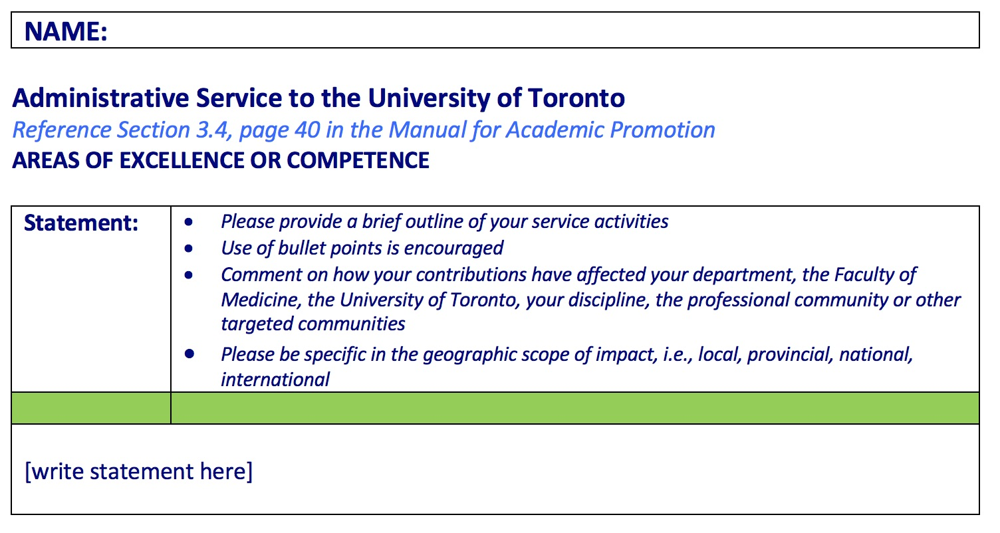 NAME:
Administrative Service to the University of Toronto
Reference Section 3.4, page 40 in the Manual for Academic Promotion
AREAS OF EXCELLENCE OR COMPETENCE
Statement:
• Please provide a brief outline of your service activities
• Use of bullet points is encouraged
• Comment on how your contributions have affected your department, the Faculty of
Medicine, the University of Toronto, your discipline, the professional community or other
targeted communities
• Please be specific in the geographic scope of impact, i.e., local, provincial, national,
international
[write statement here]